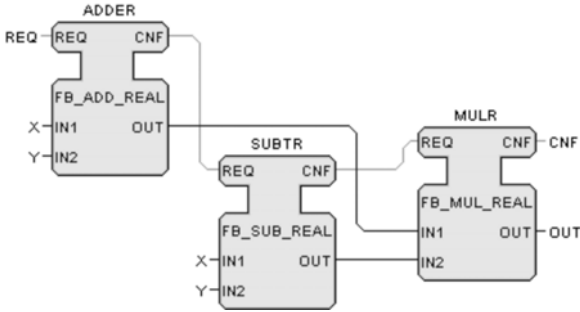 ADDER
REQ REQ CNF
FB_ADD_REAL
X IN1 OUT
Y IN2
SUBTR
REQ CNF
FB_SUB_REAL
X IN1 OUT
Y IN2
MULR
REQ CNF CNF
FB_MUL_REAL
IN1 OUT OUT
IN2